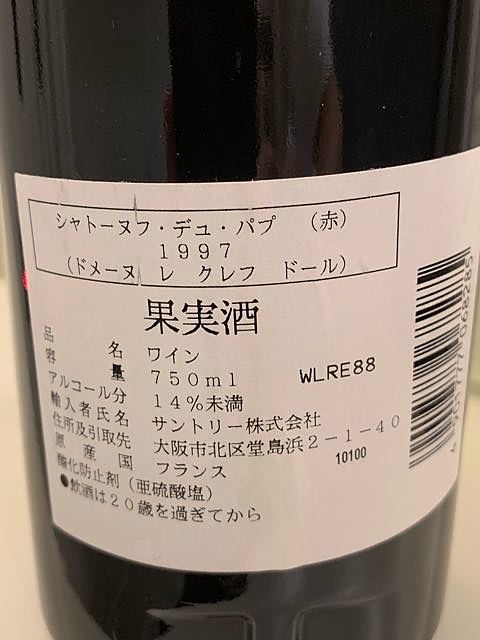 シャトーヌフ・デュ・パプ （赤）
１９９７
（ドメーヌ レ クレフ ドール）
果実酒
品名 ワイン
容量 ７５０ｍｌ
WLRE88
アルコール分 １４％未満
輸入者氏名 サントリー株式会社
住所及引取先 大阪市北区堂島浜２－１－４０
原産国 フランス
10100
酸化防止剤（亜硫酸塩）
●飲酒は２０歳を過ぎてから